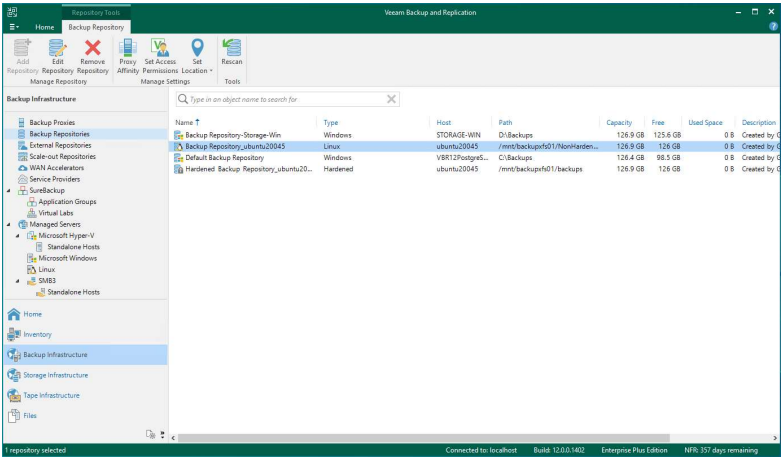 Repository Tools
Veeam Backup and Replication
Home Backup Repository
Add Repository
Edit Repository
Remove Repository
Proxy Affinity
Set Access Permissions
Set Location
Rescan
Manage Repository
Manage Settings
Tools
Backup Infrastructure
Type in an object name to search for
Backup Proxies
Backup Repositories
External Repositories
Scale-out Repositories
WAN Accelerators
Service Providers
SureBackup
Application Groups
Virtual Labs
Managed Servers
Microsoft Hyper-V
Standalone Hosts
Microsoft Windows
Linux
SMB3
Standalone Hosts
Name Type Host Path Capacity Free Used Space Description
Backup Repository-Storage-Win Windows STORAGE-WIN D:\Backups 126.9 GB 125.6 GB 0 B Created by G
Backup Repository_ubuntu20045 Linux ubuntu20045 /mnt/backupxfs01/NonHarden... 126.9 GB 126 GB 0 B Created by G
Default Backup Repository Windows VBR12PostgreS... C:\Backups 126.4 GB 98.5 GB 0 B Created by G
Hardened Backup Repository_ubuntu20... Hardened ubuntu20045 /mnt/backupxfs01/backups 126.9 GB 126 GB 0 B Created by G
Home
Inventory
Backup Infrastructure
Storage Infrastructure
Tape Infrastructure
Files
1 repository selected
Connected to: localhost Build: 12.0.0.1402 Enterprise Plus Edition NFR: 357 days remaining